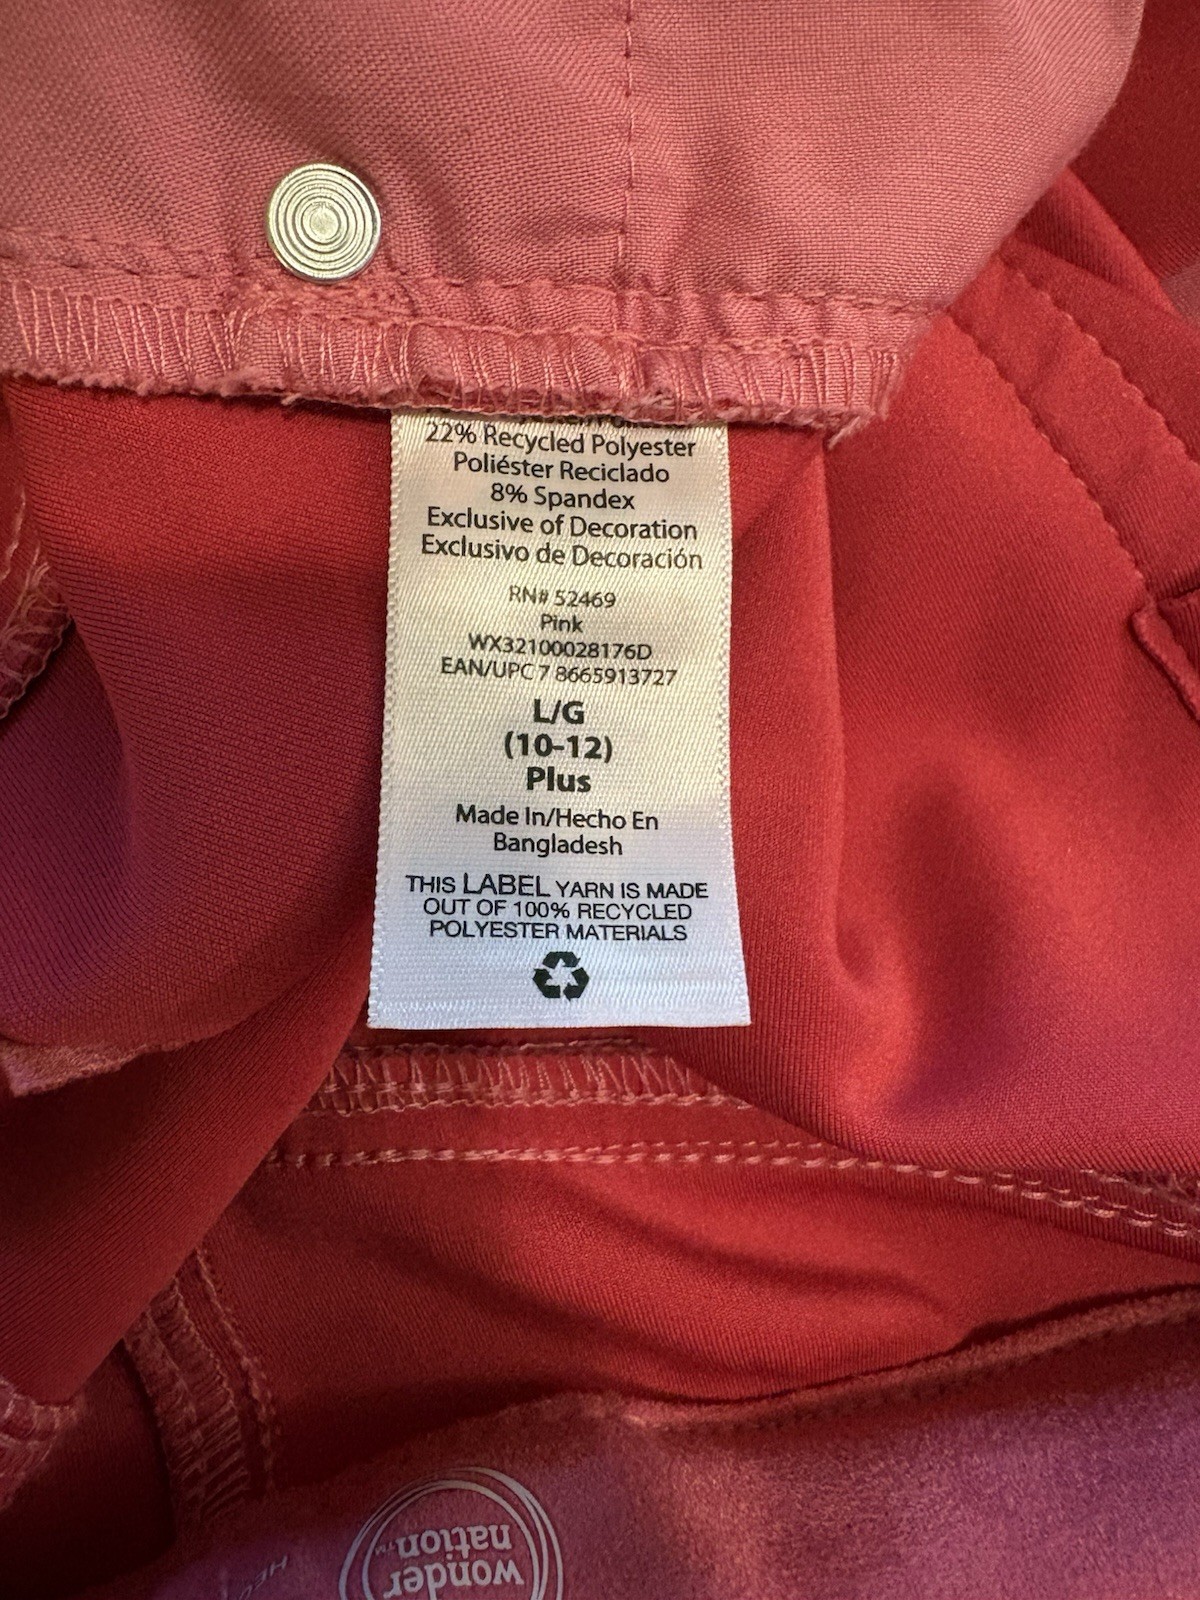 22% Recycled Polyester
Poliéster Reciclado
8% Spandex
Exclusive of Decoration
Exclusivo de Decoración
RN# 52469
Pink
WX32100028176D
EAN/UPC 7 8665913727
L/G
(10-12)
Plus
Made In/Hecho En
Bangladesh
THIS LABEL YARN IS MADE
OUT OF 100% RECYCLED
POLYESTER MATERIALS
wonder
nation™